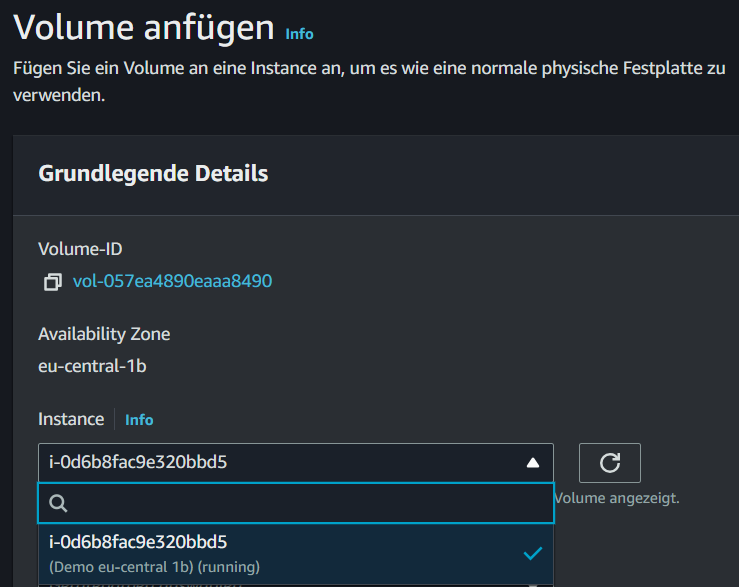 Volume anfügen Info
Fügen Sie ein Volume an eine Instance an, um es wie eine normale physische Festplatte zu
verwenden.
Grundlegende Details
Volume-ID
vol-057ea4890eaaa8490
Availability Zone
eu-central-1b
Instance Info
i-0d6b8fac9e320bbd5
Volume angezeigt.
i-0d6b8fac9e320bbd5
(Demo eu-central 1b) (running)